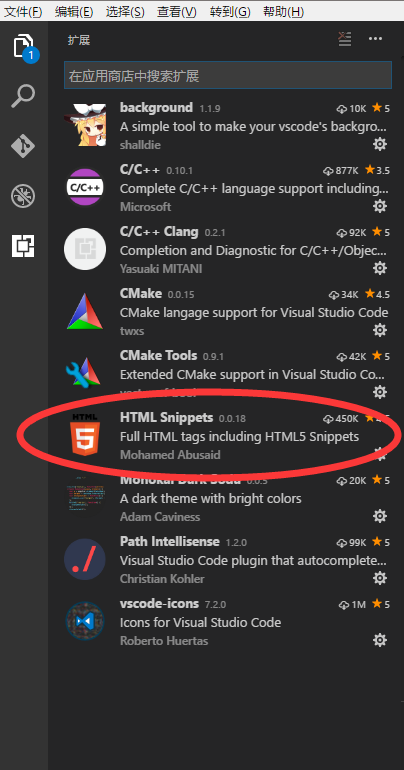 文件(F) 编辑(E) 选择(S) 查看(V) 转到(G) 帮助(H)
扩展
1
在应用商店中搜索扩展
background 1.1.9 10K 5
A simple tool to make your vscode's backgro...
shalldie
C/C++ 0.10.1 877K 3.5
C/C++
Complete C/C++ language support including...
Microsoft
C/C++ Clang 0.2.1 92K 5
Completion and Diagnostic for C/C++/Objec...
Yasuaki MITANI
CMake 0.0.15 34K 4.5
CMake langage support for Visual Studio Code
twxs
CMake Tools 0.9.1 42K 5
Extended CMake support in Visual Studio Co...
HTML
HTML Snippets 0.0.18 450K
5
Full HTML tags including HTML5 Snippets
Mohamed Abusaid
Monokai Dark Soda 0.0.5 20K 5
A dark theme with bright colors
Adam Caviness
Path Intellisense 1.2.0 99K 5
./
Visual Studio Code plugin that autocomplete...
Christian Kohler
vscode-icons 7.2.0 1M 5
Icons for Visual Studio Code
Roberto Huertas